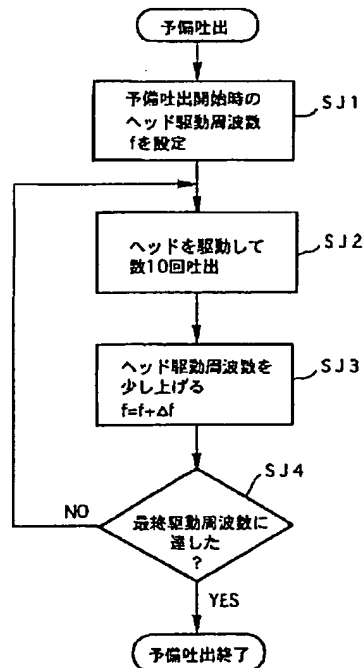 予備吐出
予備吐出開始時の
ヘッド駆動周波数
fを設定
SJ1
ヘッドを駆動して
数10回吐出
SJ2
ヘッド駆動周波数を
少し上げる
f=f+Δf
SJ3
SJ4
最終駆動周波数に
達した
?
NO
YES
予備吐出終了